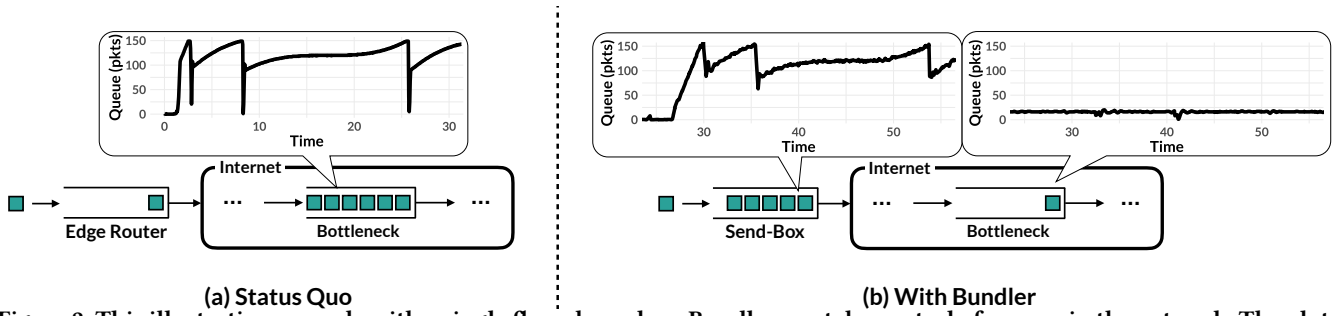 Queue (pkts)
150
100
50
0
0
10
20
30
Time
Internet
...
...
Edge Router
Bottleneck
(a) Status Quo
Queue (pkts)
150
100
50
0
30
40
50
Time
Queue (pkts)
150
100
50
0
30
40
50
Time
Internet
...
...
Send-Box
Bottleneck
(b) With Bundler